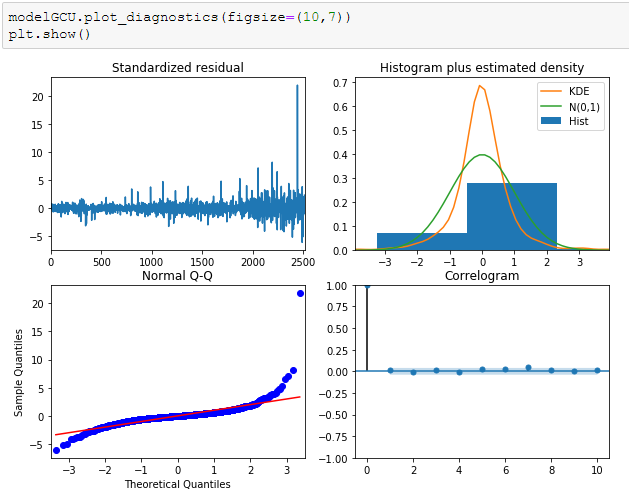 modelGCU.plot_diagnostics(figsize=(10,7))
plt.show()
Standardized residual
20
15
10
5
0
−5
0 500 1000 1500 2000 2500
Histogram plus estimated density
0.7
0.6
0.5
0.4
0.3
0.2
0.1
0.0
KDE
N(0,1)
Hist
−3 −2 −1 0 1 2 3
Normal Q-Q
Sample Quantiles
20
15
10
5
0
−5
−3 −2 −1 0 1 2 3
Theoretical Quantiles
Correlogram
1.00
0.75
0.50
0.25
0.00
−0.25
−0.50
−0.75
−1.00
0 2 4 6 8 10